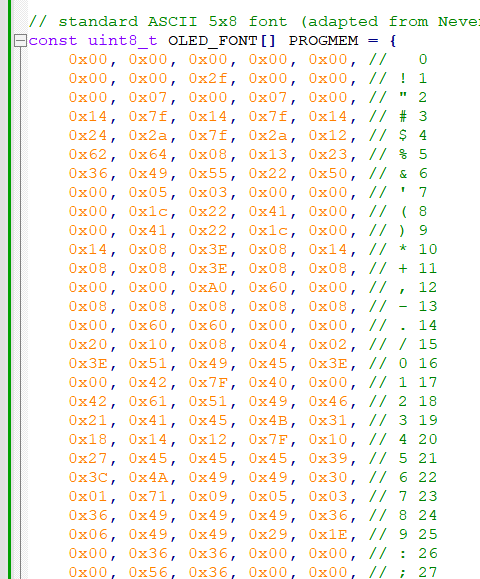 // standard ASCII 5x8 font (adapted from Never
const uint8_t OLED_FONT[] PROGMEM = {
0x00, 0x00, 0x00, 0x00, 0x00, //   0
0x00, 0x00, 0x2f, 0x00, 0x00, // ! 1
0x00, 0x07, 0x00, 0x07, 0x00, // " 2
0x14, 0x7f, 0x14, 0x7f, 0x14, // # 3
0x24, 0x2a, 0x7f, 0x2a, 0x12, // $ 4
0x62, 0x64, 0x08, 0x13, 0x23, // % 5
0x36, 0x49, 0x55, 0x22, 0x50, // & 6
0x00, 0x05, 0x03, 0x00, 0x00, // ' 7
0x00, 0x1c, 0x22, 0x41, 0x00, // ( 8
0x00, 0x41, 0x22, 0x1c, 0x00, // ) 9
0x14, 0x08, 0x3E, 0x08, 0x14, // * 10
0x08, 0x08, 0x3E, 0x08, 0x08, // + 11
0x00, 0x00, 0xA0, 0x60, 0x00, // , 12
0x08, 0x08, 0x08, 0x08, 0x08, // - 13
0x00, 0x60, 0x60, 0x00, 0x00, // . 14
0x20, 0x10, 0x08, 0x04, 0x02, // / 15
0x3E, 0x51, 0x49, 0x45, 0x3E, // 0 16
0x00, 0x42, 0x7F, 0x40, 0x00, // 1 17
0x42, 0x61, 0x51, 0x49, 0x46, // 2 18
0x21, 0x41, 0x45, 0x4B, 0x31, // 3 19
0x18, 0x14, 0x12, 0x7F, 0x10, // 4 20
0x27, 0x45, 0x45, 0x45, 0x39, // 5 21
0x3C, 0x4A, 0x49, 0x49, 0x30, // 6 22
0x01, 0x71, 0x09, 0x05, 0x03, // 7 23
0x36, 0x49, 0x49, 0x49, 0x36, // 8 24
0x06, 0x49, 0x49, 0x29, 0x1E, // 9 25
0x00, 0x36, 0x36, 0x00, 0x00, // : 26
0x00, 0x56, 0x36, 0x00, 0x00, // ; 27